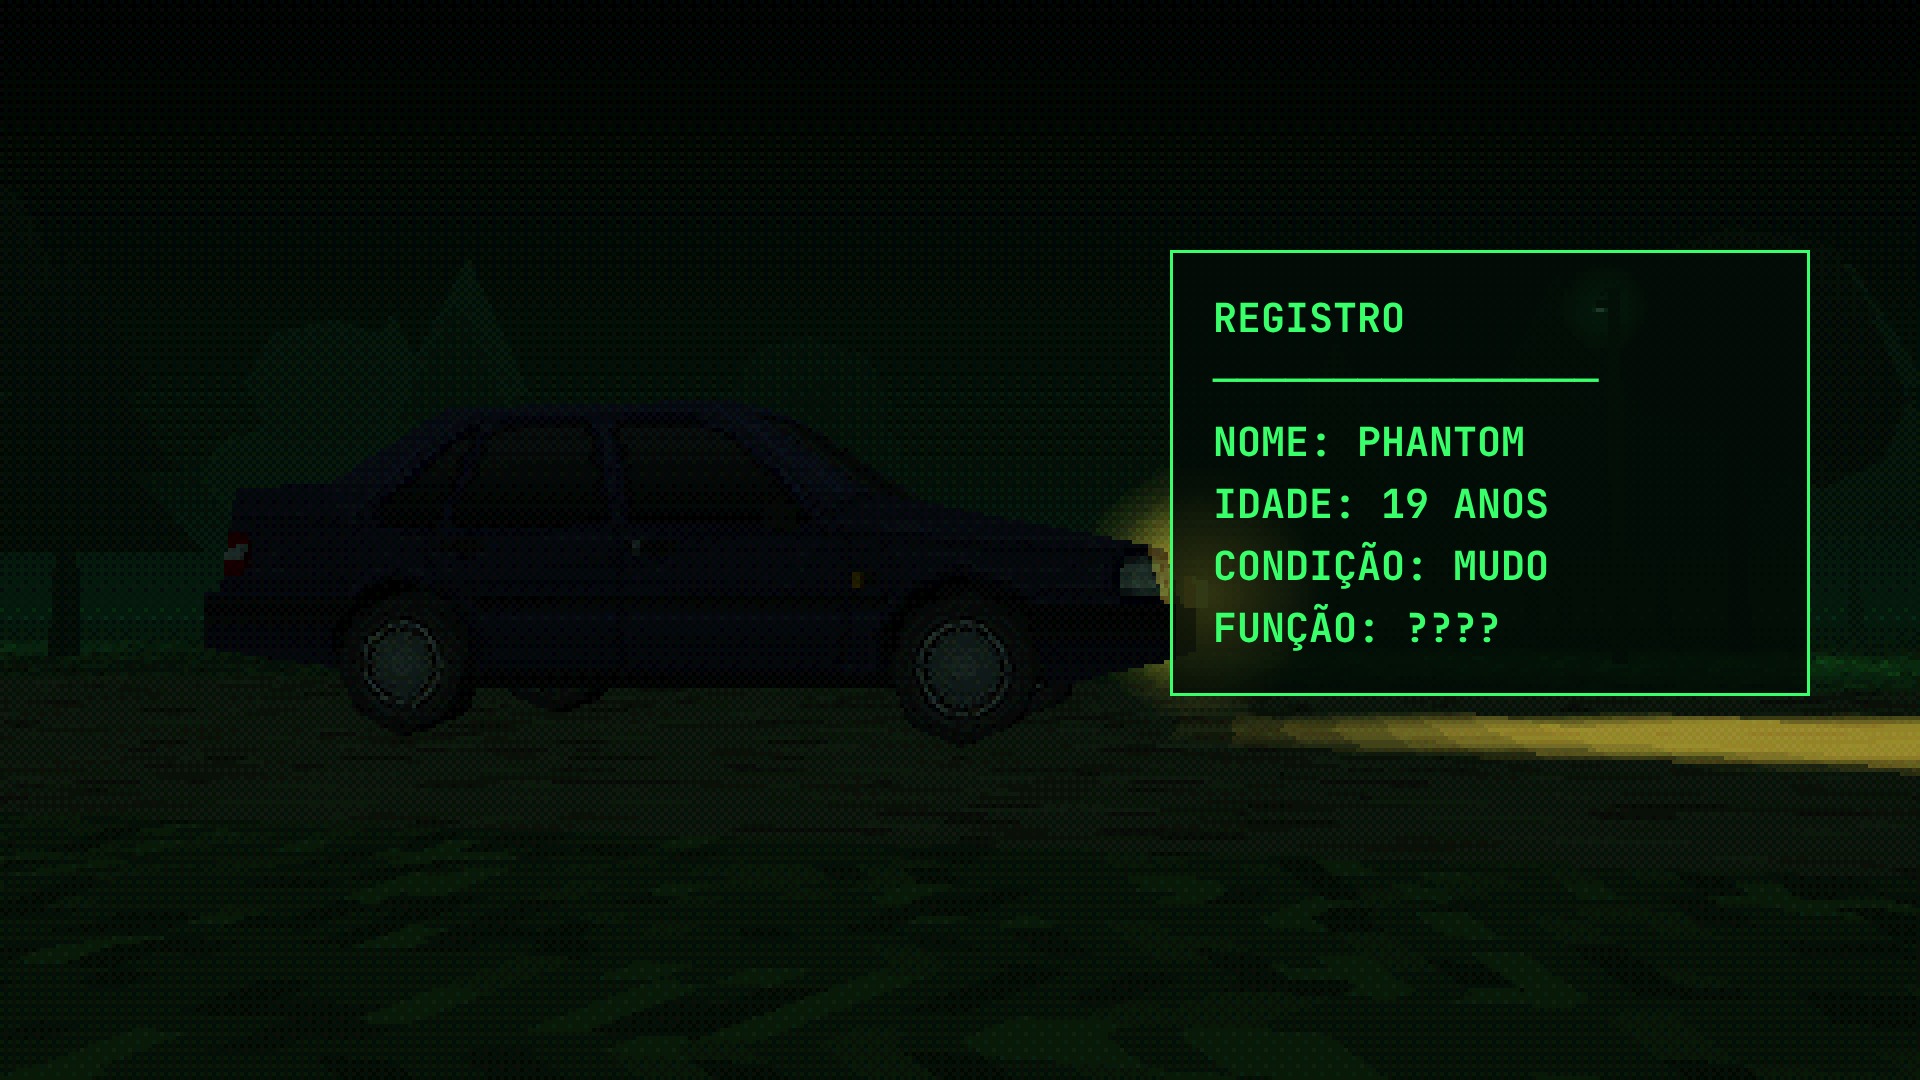 REGISTRO
NOME: PHANTOM
IDADE: 19 ANOS
CONDIÇÃO: MUDO
FUNÇÃO: ????